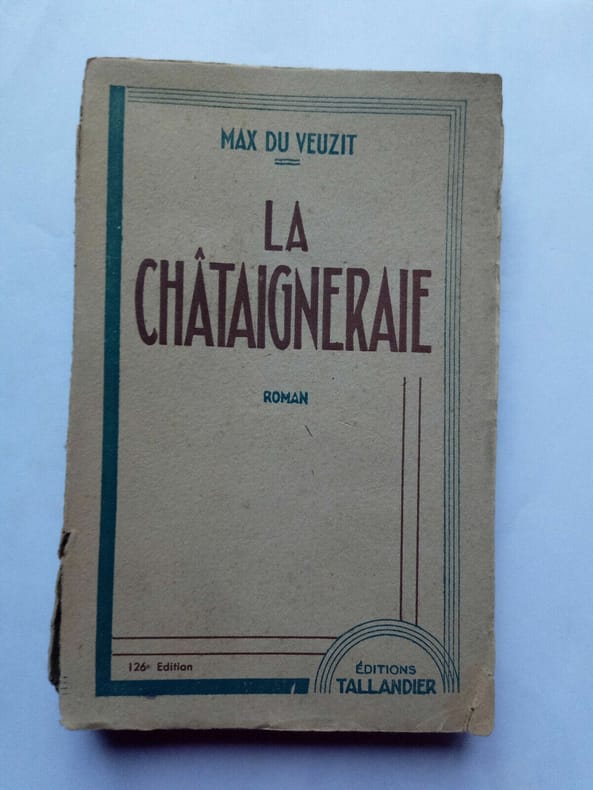 MAX DU VEUZIT
LA
CHÂTAIGNERAIE
ROMAN
126e Edition
ÉDITIONS
TALLANDIER